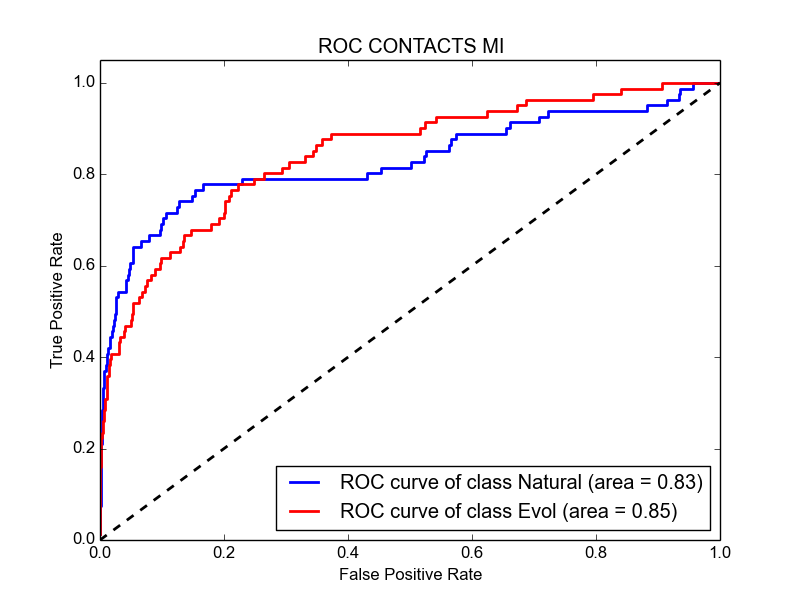 ROC CONTACTS MI
True Positive Rate
1.0
0.8
0.6
0.4
0.2
0.0
ROC curve of class Natural (area = 0.83)
ROC curve of class Evol (area = 0.85)
0.0 0.2 0.4 0.6 0.8 1.0
False Positive Rate